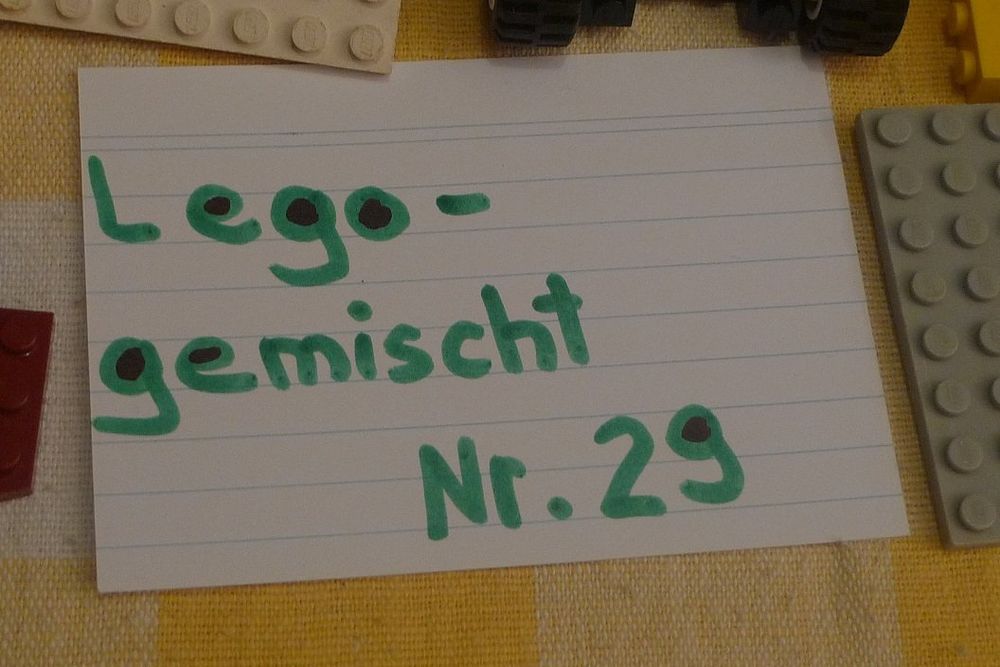 Lego-
gemischt
Nr. 29